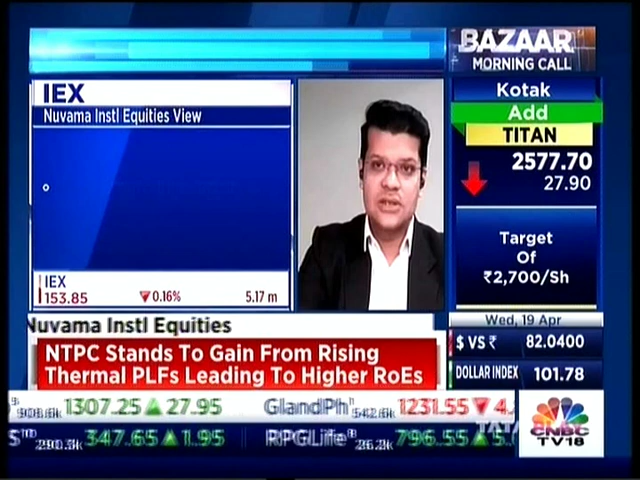 BAZAAR
MORNING CALL
IEX
Nuvama Instl Equities View
IEX
153.85 ▼0.16% 5.17 m
Kotak
Add
TITAN
2577.70
27.90
Target
Of
₹2,700/Sh
Nuvama Instl Equities
NTPC Stands To Gain From Rising
Thermal PLFs Leading To Higher RoEs
Wed, 19 Apr
$ VS ₹ 82.0400
DOLLAR INDEX 101.78
1307.25 ▲ 27.95 GlandPh 1231.55 ▼ 4.
347.65 ▲ 1.95 RPGLife 796.55 ▲ 5.
CNBC
TV18